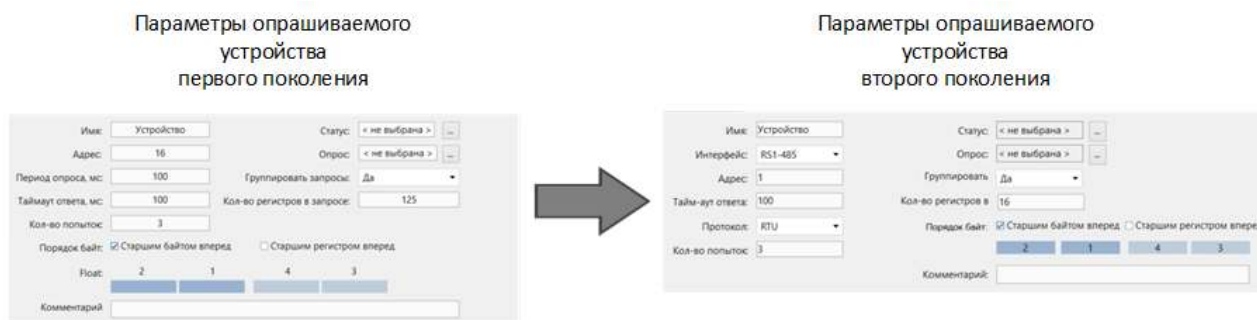 Параметры опрашиваемого
устройства
первого поколения
Имя: Устройство Статус: < не выбрана > ...
Адрес: 16 Опрос: < не выбрана > ...
Период опроса, мс: 100 Группировать запросы: Да
Таймаут ответа, мс: 100 Кол-во регистров в запросе: 125
Кол-во попыток: 3
Порядок байт: Старшим байтом вперед Старшим регистром вперед
Float: 2 1 4 3
Комментарий
Параметры опрашиваемого
устройства
второго поколения
Имя: Устройство Статус: < не выбрана > ...
Интерфейс: RS1-485 Опрос: < не выбрана > ...
Адрес: 1 Группировать Да
Тайм-аут ответа: 100 Кол-во регистров в 16
Протокол: RTU Порядок байт: Старшим байтом вперед Старшим регистром впере
Кол-во попыток: 3 2 1 4 3
Комментарий: